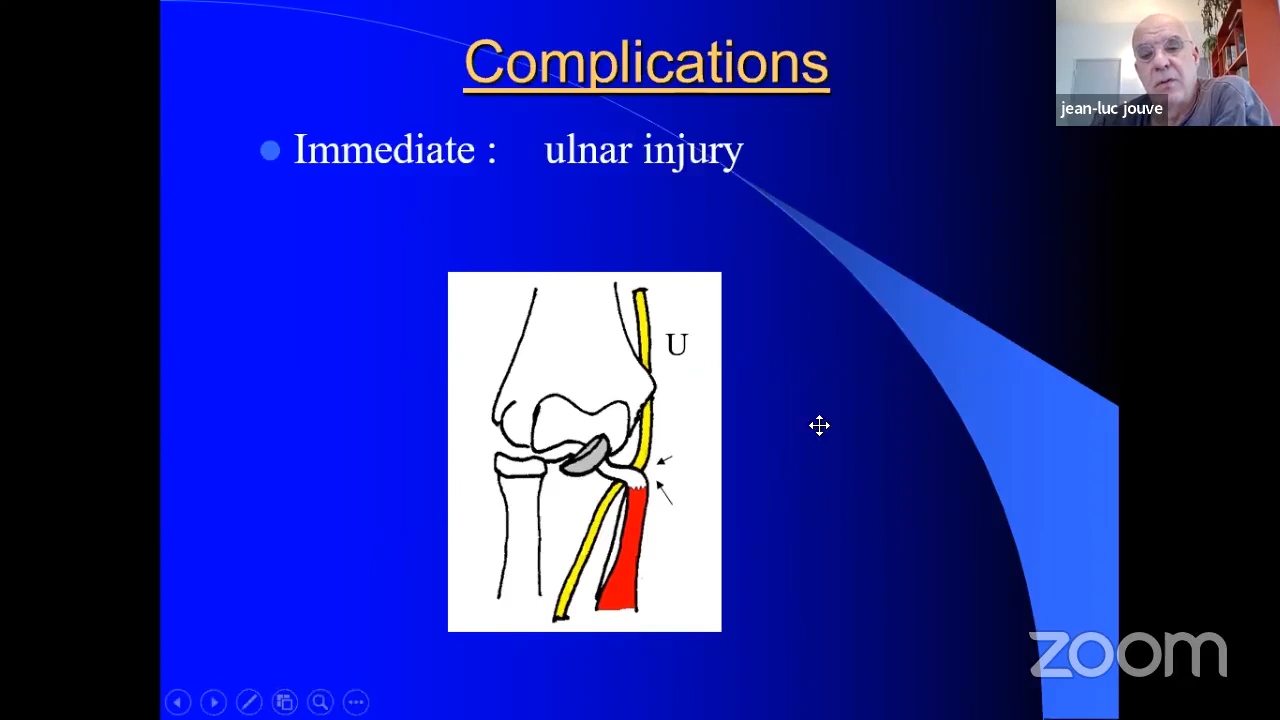 Complications
jean-luc jouve
Immediate : ulnar injury
U
zoom